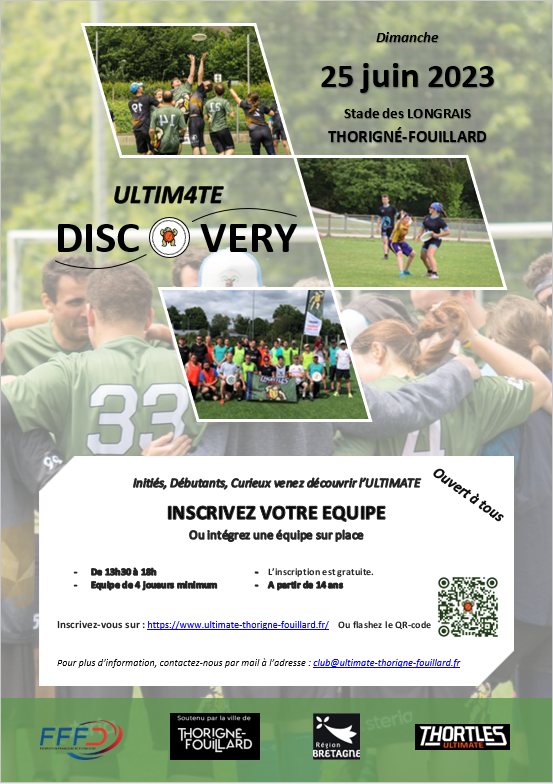 Dimanche
25 juin 2023
Stade des LONGRAIS
THORIGNÉ-FOUILLARD
ULTIM4TE
DISC VERY
33
4
Initiés, Débutants, Curieux venez découvrir l'ULTIMATE
Ouvert à tous
INSCRIVEZ VOTRE EQUIPE
Ou intégrez une équipe sur place
- De 13h30 à 18h
- Equipe de 4 joueurs minimum
- L'inscription est gratuite.
- A partir de 14 ans
Inscrivez-vous sur : https://www.ultimate-thorigne-fouillard.fr/ Ou flashez le QR-code
Pour plus d'information, contactez-nous par mail à l'adresse : club@ultimate-thorigne-fouillard.fr
FFFD
Soutenu par la ville de
THORIGNÉ-
FOUILLARD
Région
BRETAGNE
steria
THORTLES
ULTIMATE